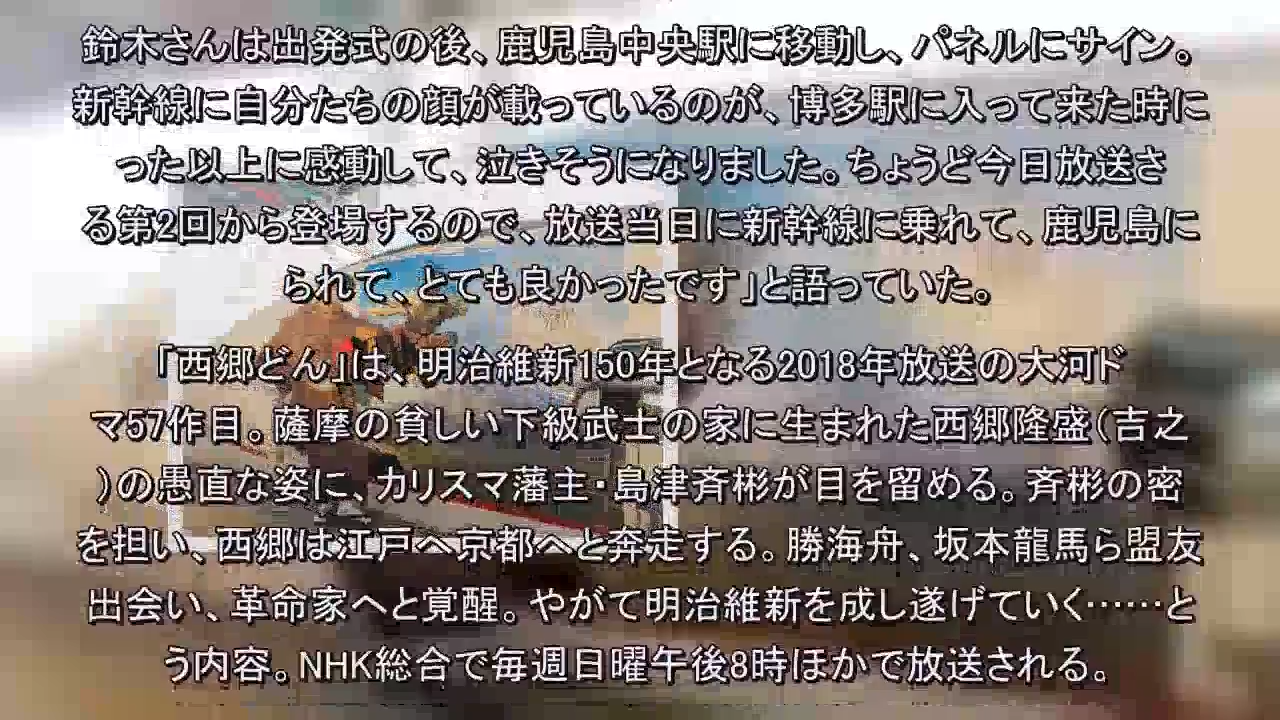 鈴木さんは出発式の後、鹿児島中央駅に移動し、パネルにサイン。
新幹線に自分たちの顔が載っているのが、博多駅に入って来た時に
った以上に感動して、泣きそうになりました。ちょうど今日放送さ
る第2回から登場するので、放送当日に新幹線に乗れて、鹿児島に
られて、とても良かったです」と語っていた。
「西郷どん」は、明治維新150年となる2018年放送の大河ド
マ57作目。薩摩の貧しい下級武士の家に生まれた西郷隆盛（吉之
）の愚直な姿に、カリスマ藩主・島津斉彬が目を留める。斉彬の密
を担い、西郷は江戸へ京都へと奔走する。勝海舟、坂本龍馬ら盟友
出会い、革命家へと覚醒。やがて明治維新を成し遂げていく……と
う内容。NHK総合で毎週日曜午後8時ほかで放送される。